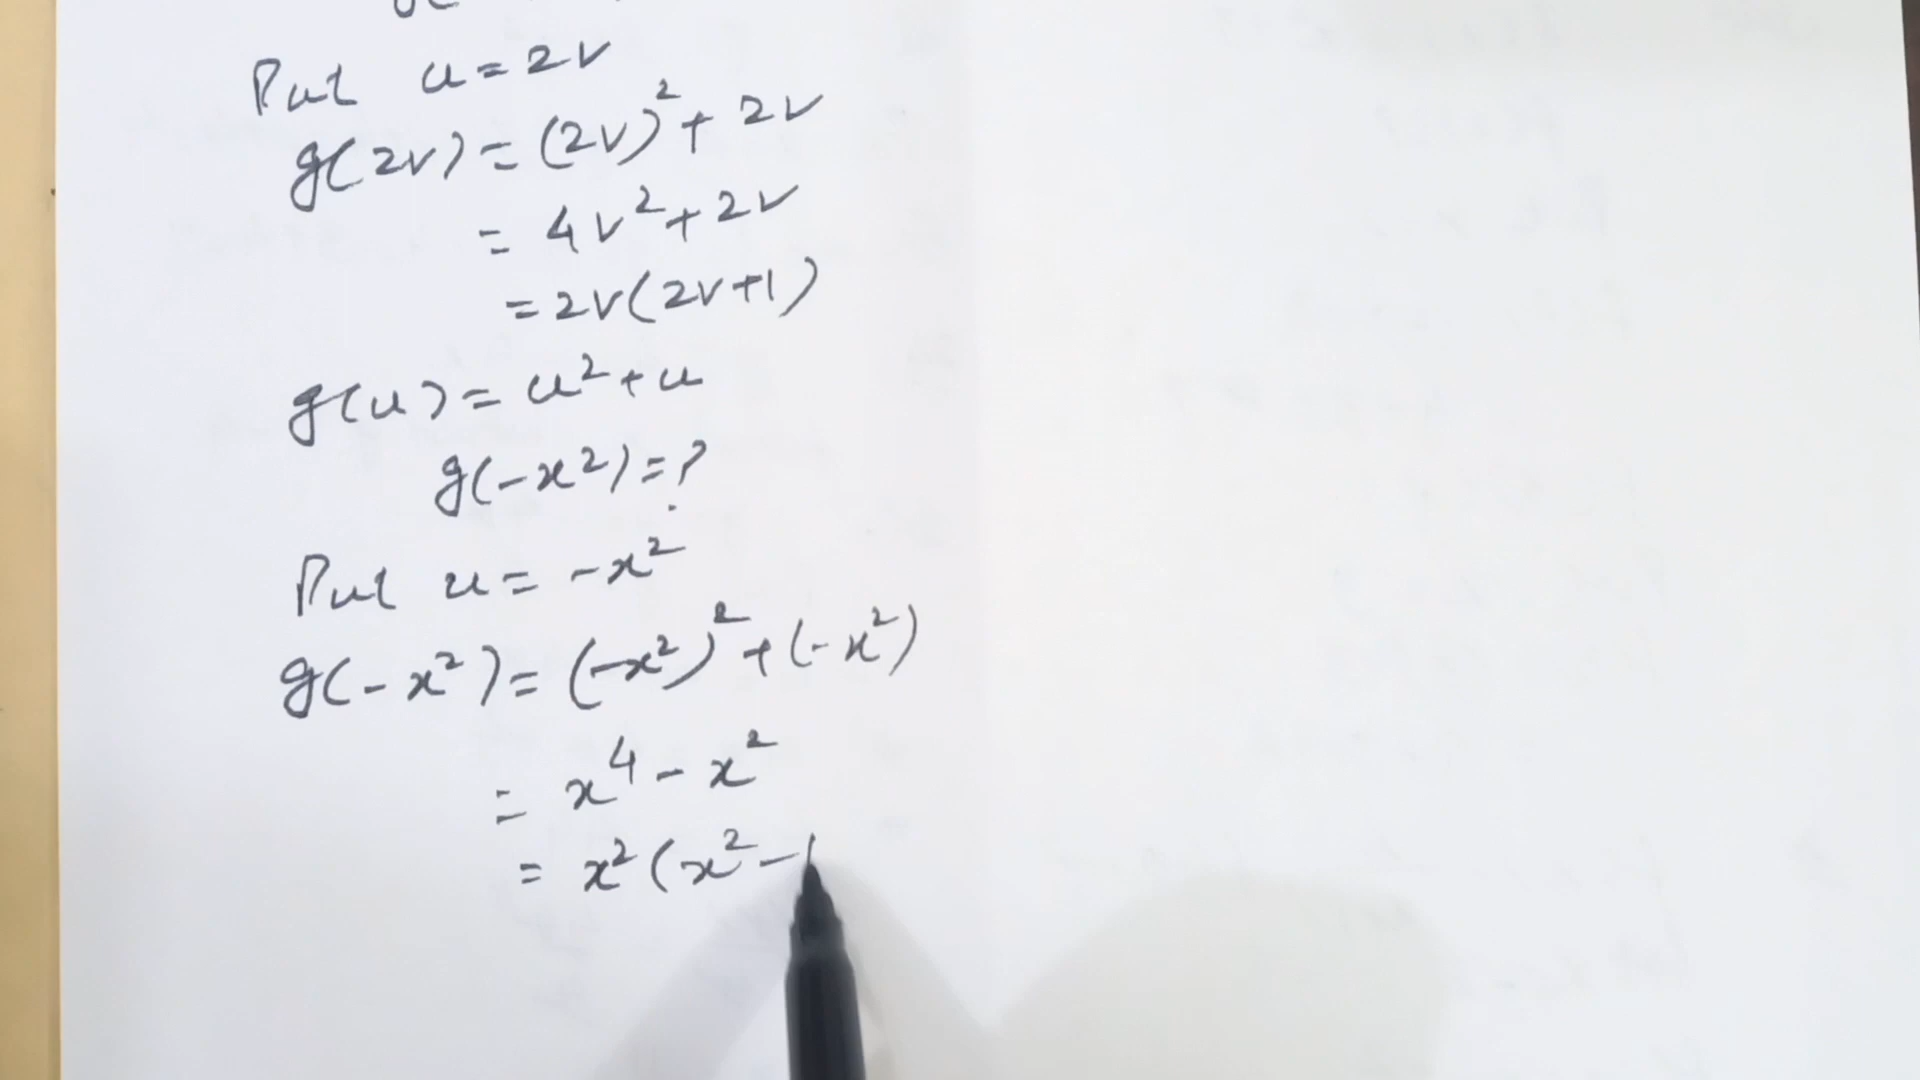 Put u = 2v
g(2v) = (2v)² + 2v
= 4v² + 2v
= 2v(2v+1)
g(u) = u² + u
g(-x²) = ?
Put u = -x²
g(-x²) = (-x²)² + (-x²)
= x⁴ - x²
= x² (x² - 1